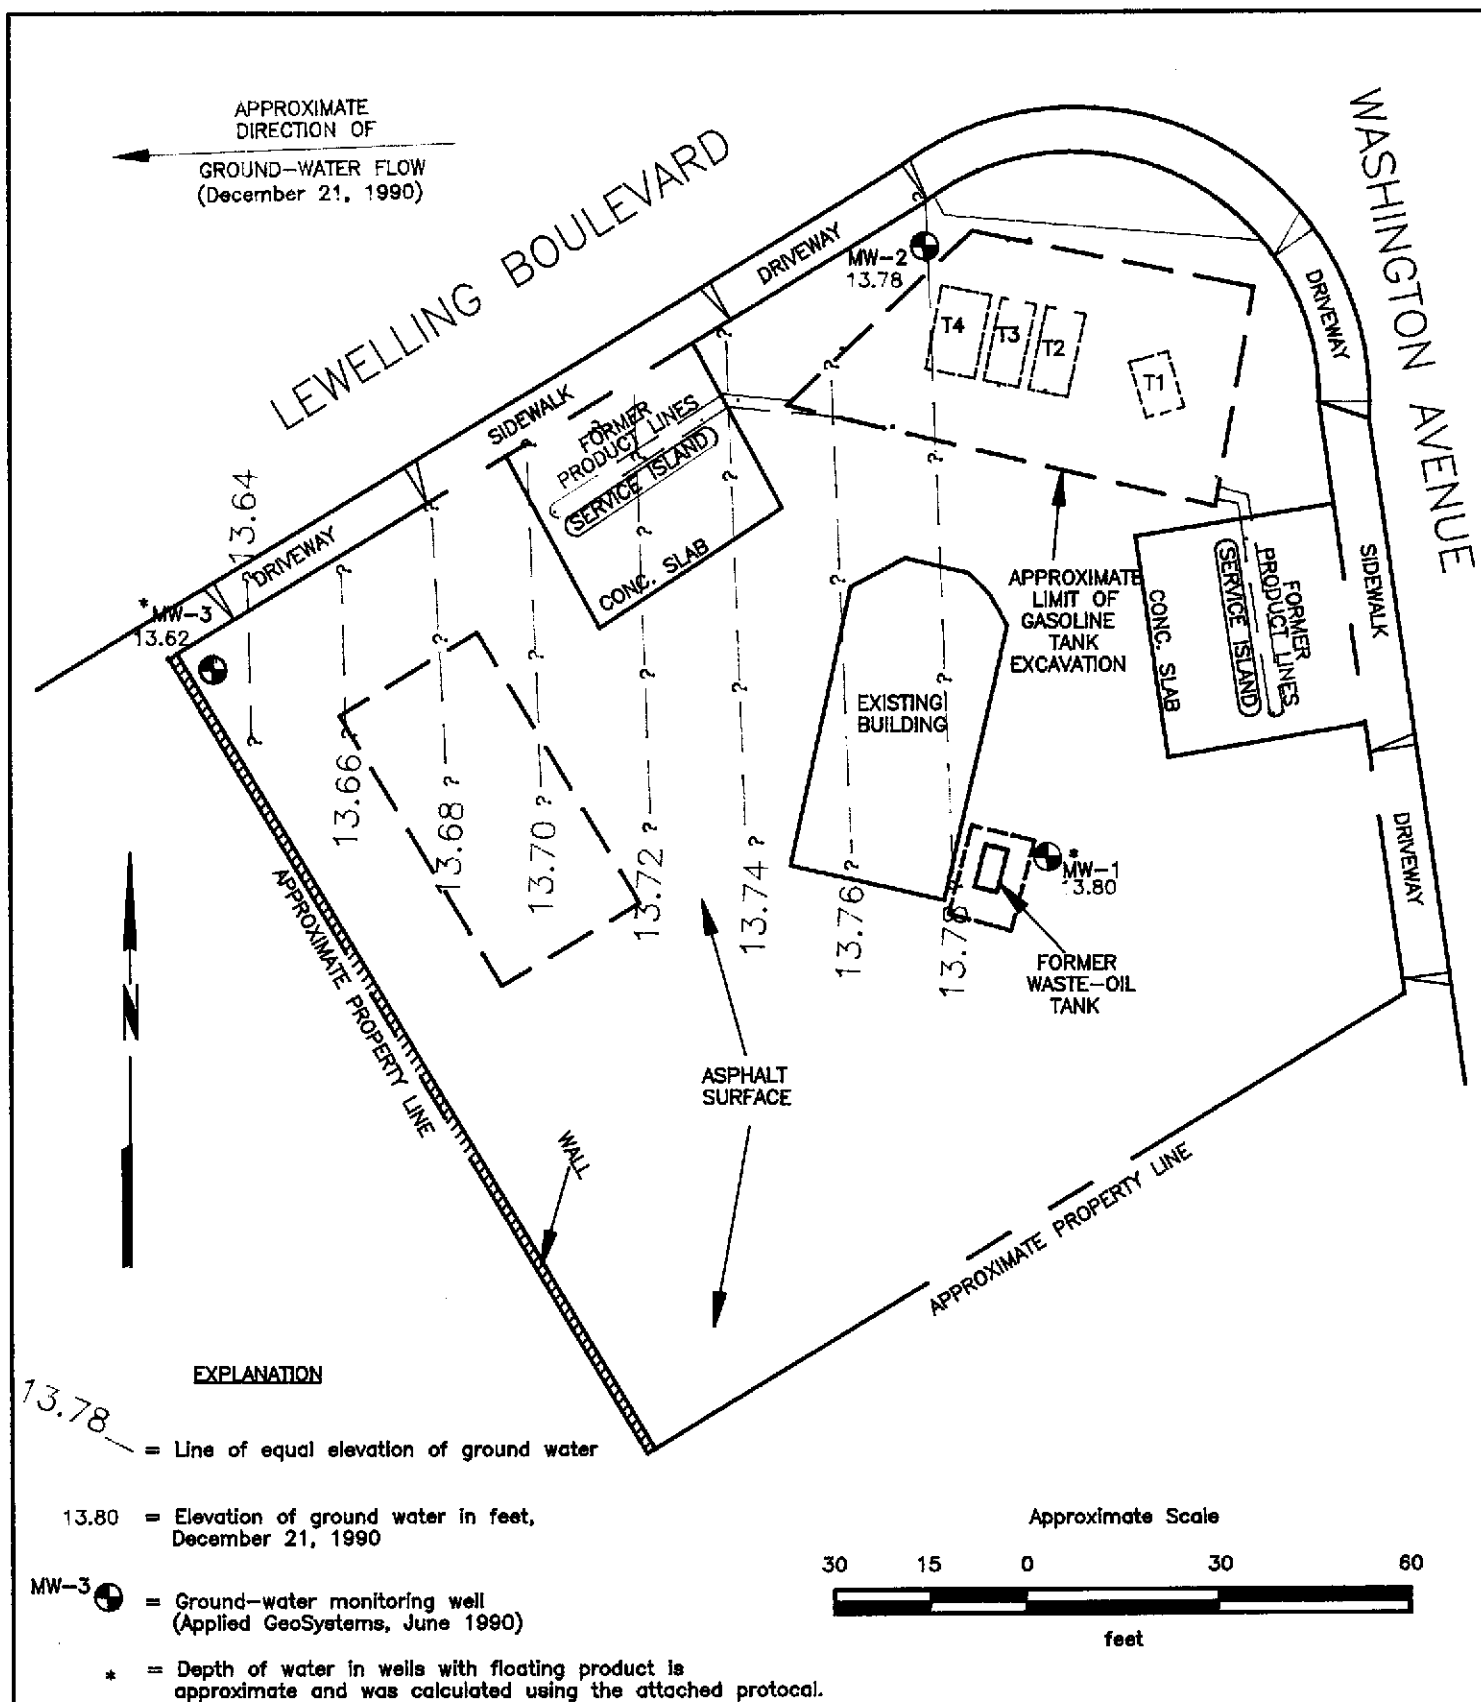 APPROXIMATE
DIRECTION OF
GROUND-WATER FLOW
(December 21, 1990)
LEWELLING BOULEVARD
WASHINGTON AVENUE
DRIVEWAY
MW-2
13.78
T4
T3
T2
T1
DRIVEWAY
SIDEWALK
FORMER
PRODUCT LINES
SERVICE ISLAND
CONC. SLAB
13.64
DRIVEWAY
* MW-3
13.62
APPROXIMATE
LIMIT OF
GASOLINE
TANK
EXCAVATION
CONC. SLAB
SERVICE ISLAND
FORMER
PRODUCT LINES
SIDEWALK
DRIVEWAY
EXISTING
BUILDING
13.66 ?
13.68 ?
13.70 ?
13.72 ?
13.74 ?
13.76 ?
13.78
*
MW-1
13.80
FORMER
WASTE-OIL
TANK
N
APPROXIMATE PROPERTY LINE
ASPHALT
SURFACE
WALL
APPROXIMATE PROPERTY LINE
EXPLANATION
13.78 = Line of equal elevation of ground water
13.80 = Elevation of ground water in feet,
December 21, 1990
MW-3 = Ground-water monitoring well
(Applied GeoSystems, June 1990)
* = Depth of water in wells with floating product is
approximate and was calculated using the attached protocal.
Approximate Scale
30 15 0 30 60
feet